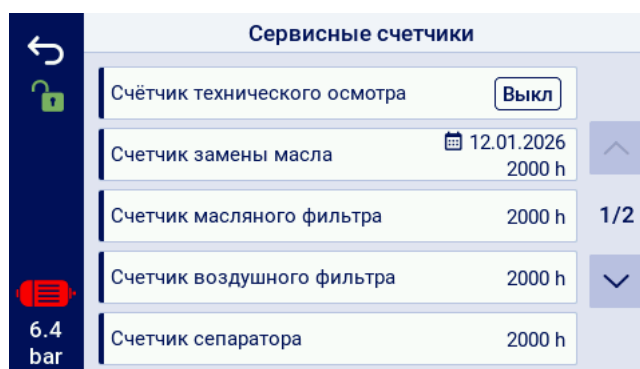 Сервисные счетчики
Счётчик технического осмотра Выкл
Счетчик замены масла 12.01.2026
2000 h
Счетчик масляного фильтра 2000 h
1/2
Счетчик воздушного фильтра 2000 h
Счетчик сепаратора 2000 h
6.4
bar